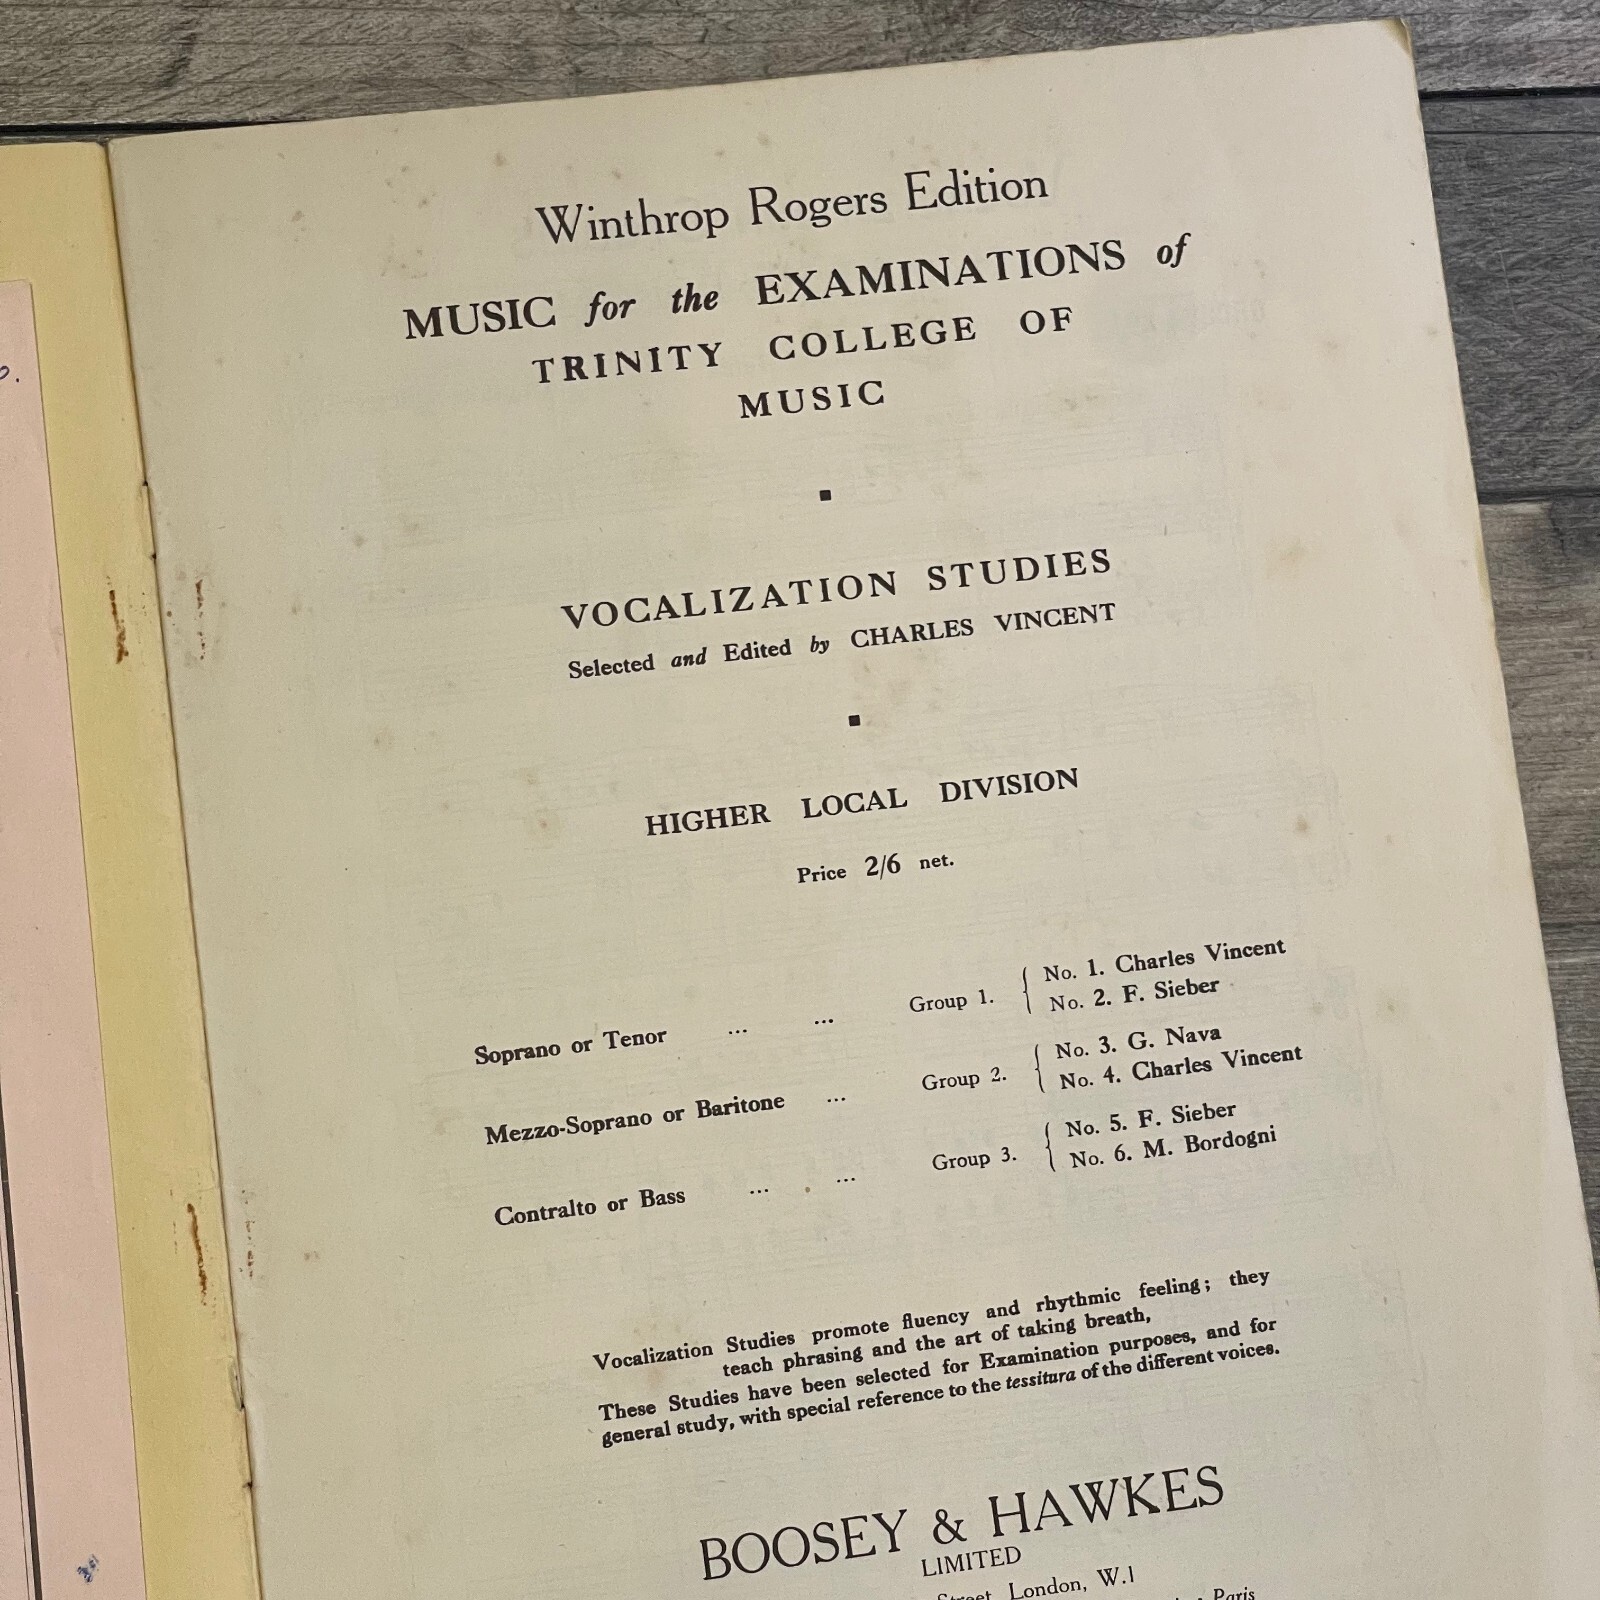 Winthrop Rogers Edition
MUSIC for the EXAMINATIONS of
TRINITY COLLEGE OF
MUSIC
VOCALIZATION STUDIES
Selected and Edited by CHARLES VINCENT
HIGHER LOCAL DIVISION
Price 2/6 net.
Soprano or Tenor ... ... Group 1. { No. 1. Charles Vincent
No. 2. F. Sieber
Mezzo-Soprano or Baritone ... Group 2. { No. 3. G. Nava
No. 4. Charles Vincent
Contralto or Bass ... ... Group 3. { No. 5. F. Sieber
No. 6. M. Bordogni
Vocalization Studies promote fluency and rhythmic feeling; they
teach phrasing and the art of taking breath,
These Studies have been selected for Examination purposes, and for
general study, with special reference to the tessitura of the different voices.
BOOSEY & HAWKES
LIMITED
Street, London, W.1
Paris